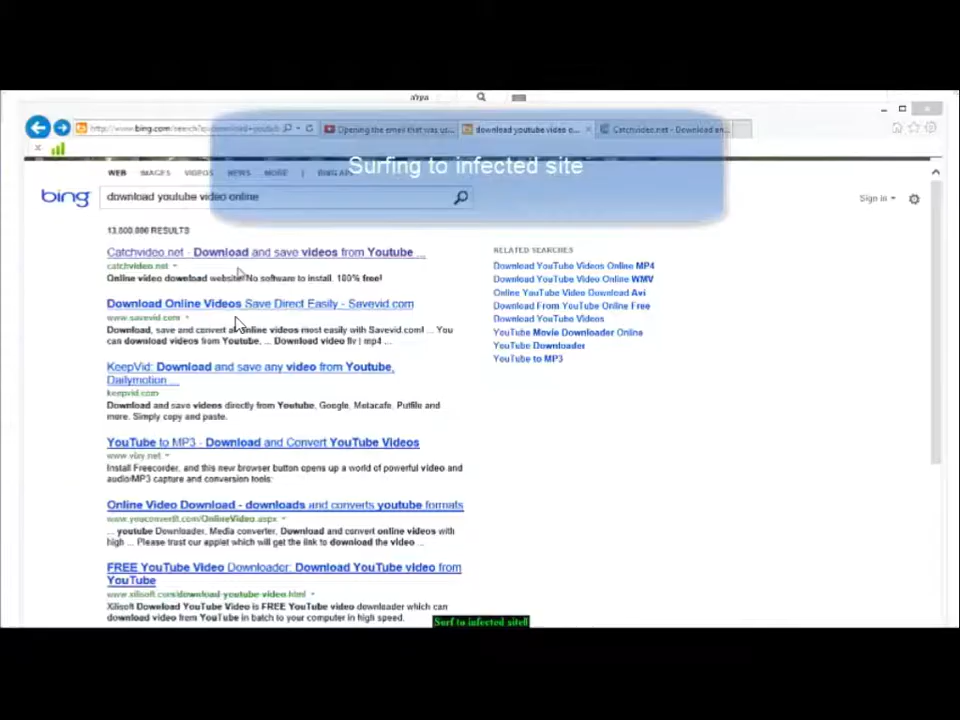 Surfing to infected site
Opening the email that was us...
download youtube video o...
Catchvideo.net - Download an...
WEB IMAGES VIDEOS NEWS MORE
bing
download youtube video online
Sign in
13,600,000 RESULTS
Catchvideo.net - Download and save videos from Youtube ...
catchvideo.net
Online video download website! No software to install. 100% free!
Download Online Videos Save Direct Easily - Savevid.com
www.savevid.com
Download, save and convert all online videos most easily with Savevid.com! ... You
can download videos from Youtube, ... Download video flv | mp4 ...
KeepVid: Download and save any video from Youtube,
Dailymotion ...
keepvid.com
Download and save videos directly from Youtube, Google, Metacafe, Putfile and
more. Simply copy and paste.
YouTube to MP3 - Download and Convert YouTube Videos
www.vixy.net
Install Freecorder, and this new browser button opens up a world of powerful video and
audio/MP3 capture and conversion tools:
Online Video Download - downloads and converts youtube formats
www.youconvertit.com/OnlineVideo.aspx
... youtube Downloader, Media converter, Download and convert online videos with
high ... Please trust our applet which will get the link to download the video ...
FREE YouTube Video Downloader: Download YouTube video from
YouTube
www.xilisoft.com/download-youtube-video.html
Xilisoft Download YouTube Video is FREE YouTube video downloader which can
download video from YouTube in batch to your computer in high speed.
RELATED SEARCHES
Download YouTube Videos Online MP4
Download YouTube Videos Online WMV
Online YouTube Video Download Avi
Download From YouTube Online Free
Download YouTube Videos
YouTube Movie Downloader Online
YouTube Downloader
YouTube to MP3
Surf to infected site!!